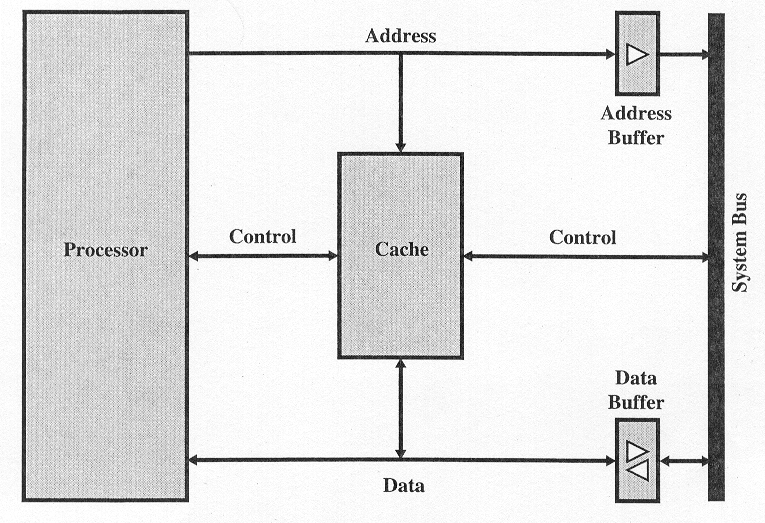 Address
Address
Buffer
Processor
Control
Cache
Control
System Bus
Data
Buffer
Data